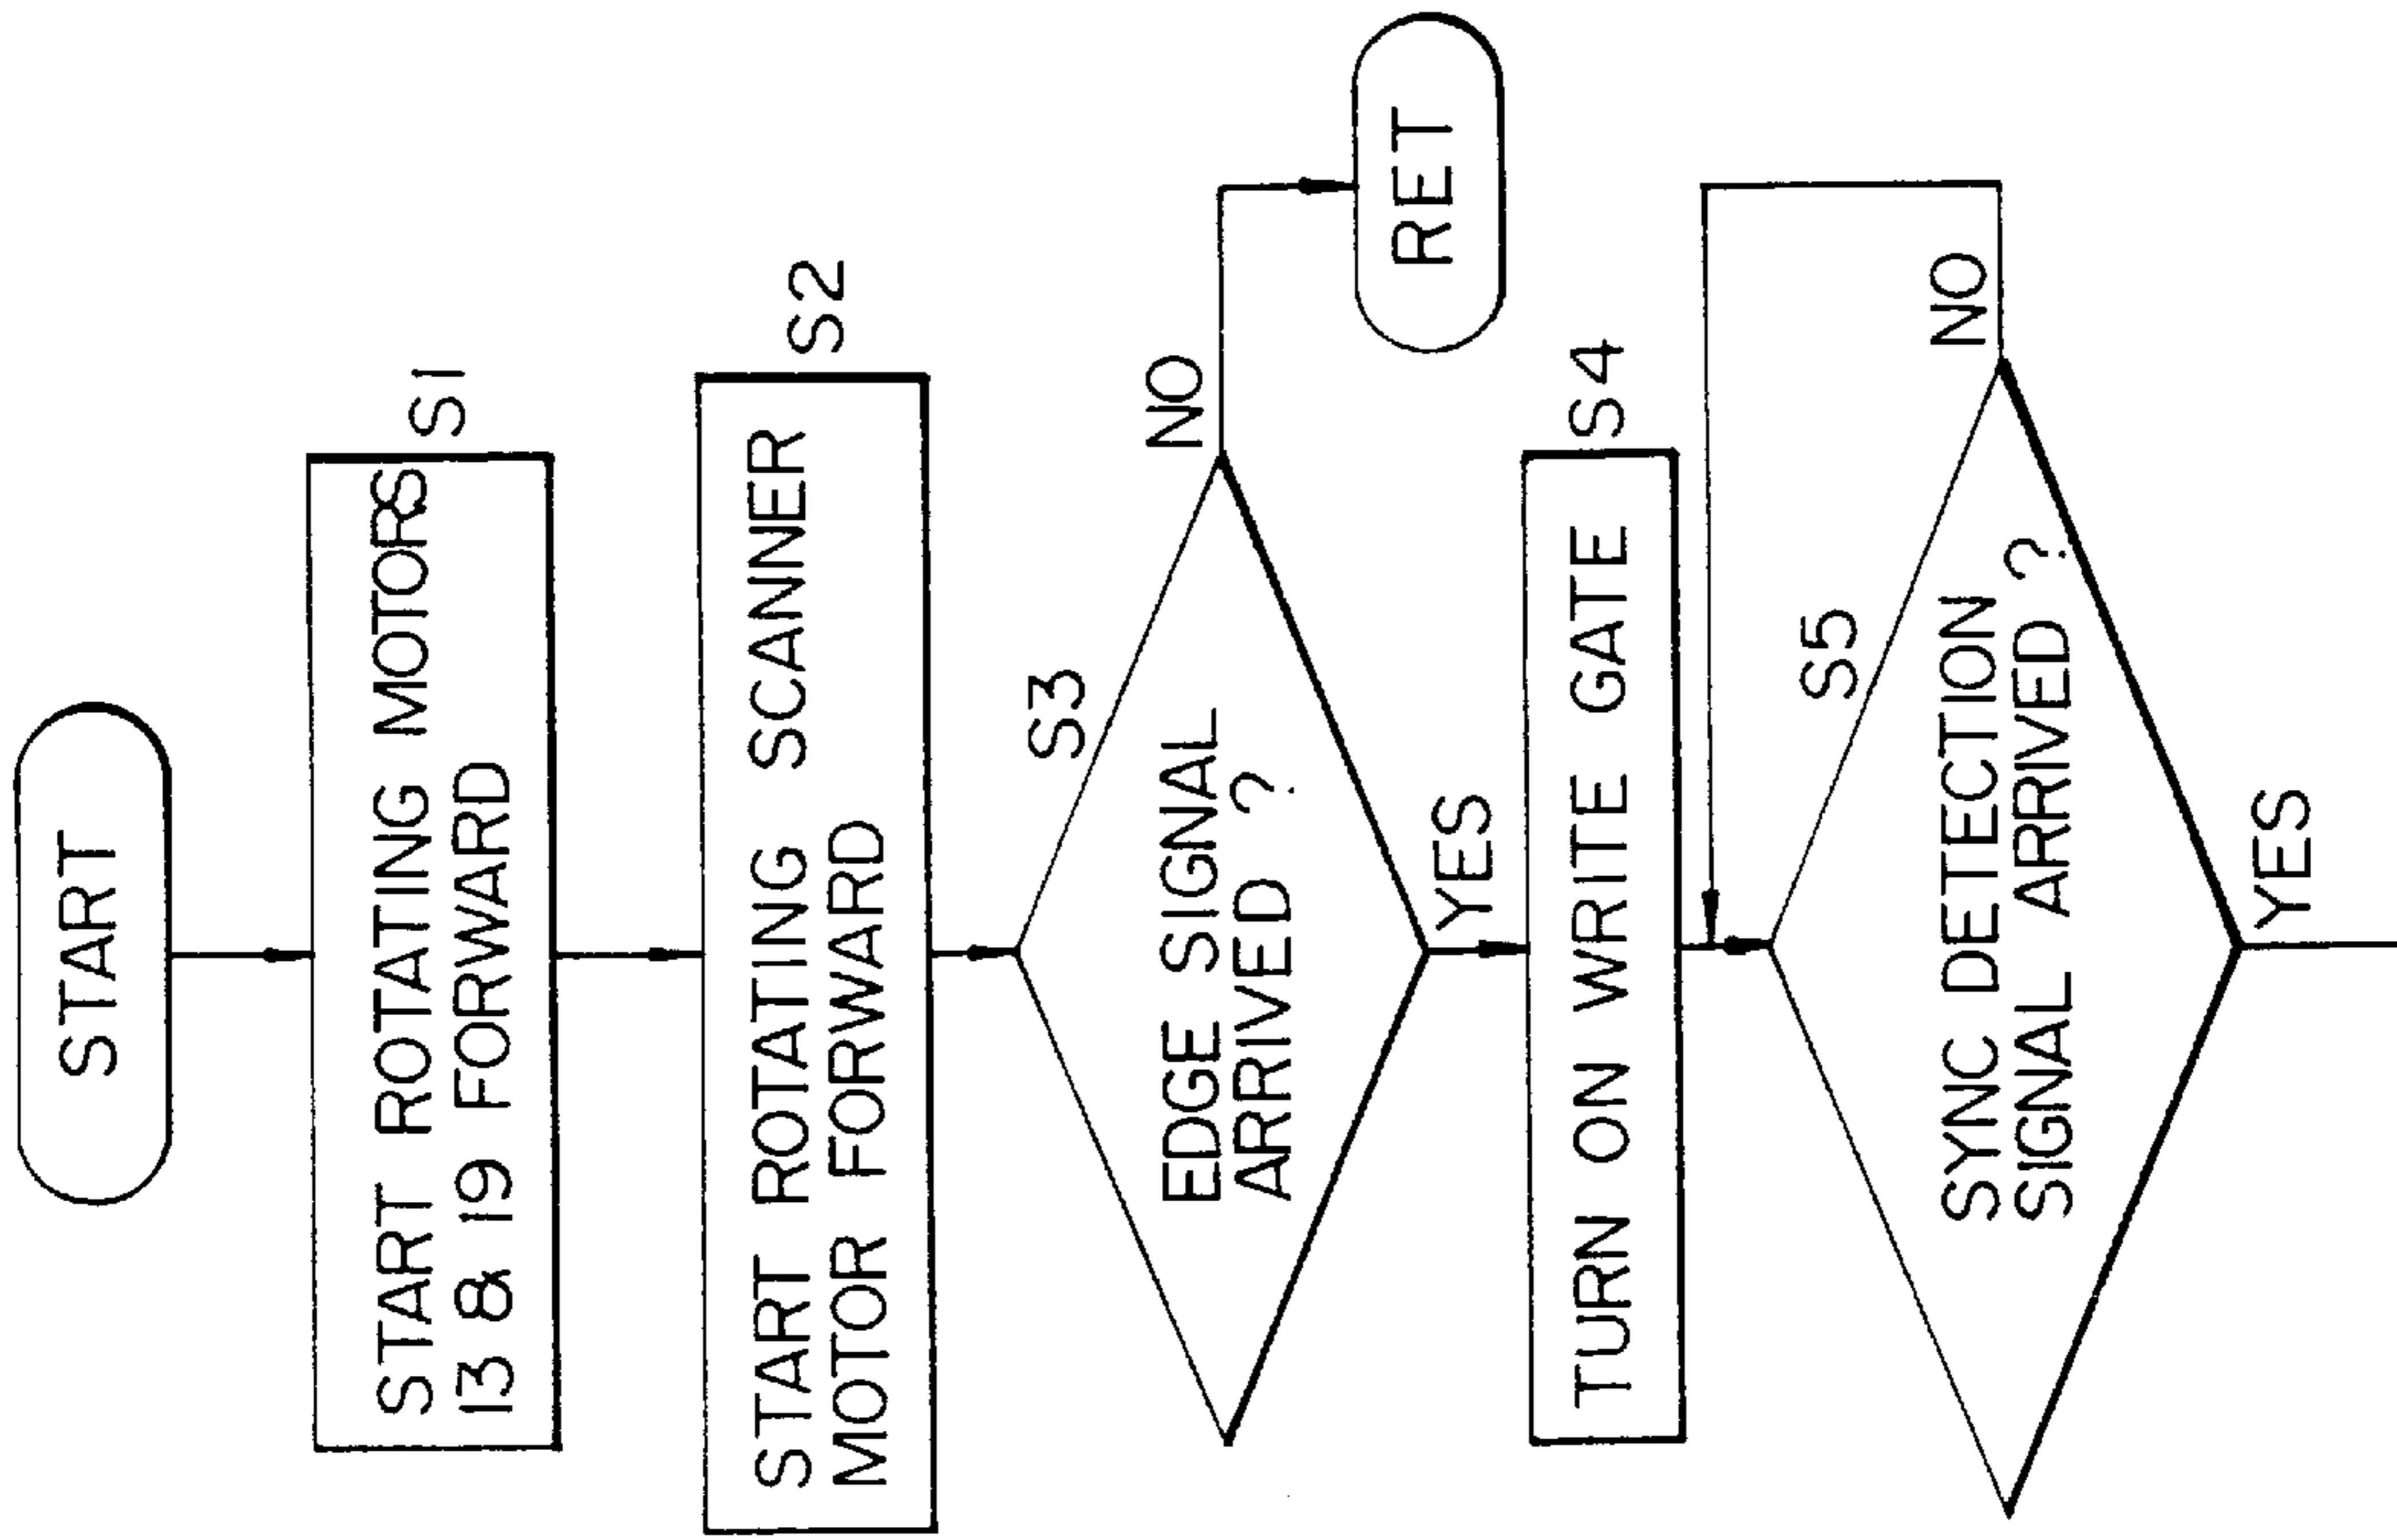 START
START ROTATING MOTORS
13 & 19 FORWARD
S1
START ROTATING SCANNER
MOTOR FORWARD
S2
S3
EDGE SIGNAL
ARRIVED ?
NO
RET
YES
TURN ON WRITE GATE
S4
S5
SYNC DETECTION
SIGNAL ARRIVED ?
NO
YES